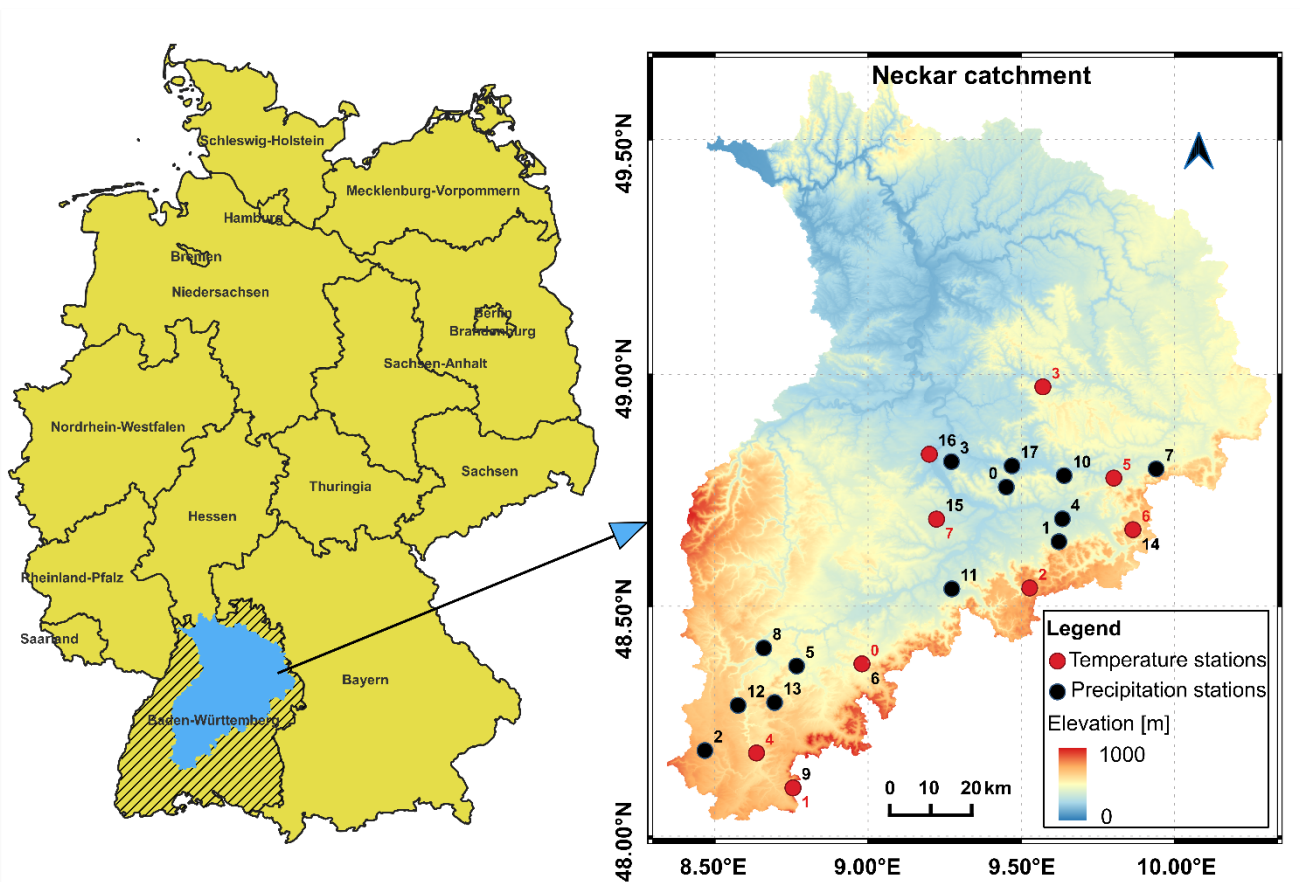 Schleswig-Holstein
Mecklenburg-Vorpommern
Hamburg
Bremen
Niedersachsen
Berlin
Brandenburg
Sachsen-Anhalt
Nordrhein-Westfalen
Sachsen
Thuringia
Hessen
Rheinland-Pfalz
Saarland
Bayern
Baden-Württemberg
Neckar catchment
49.50°N
49.00°N
48.50°N
48.00°N
3
16
3
17
10
7
0
5
15
4
7
1
6
14
11
2
8
0
5
6
12
13
2
4
9
1
Legend
Temperature stations
Precipitation stations
Elevation [m]
1000
0
0 10 20 km
8.50°E 9.00°E 9.50°E 10.00°E